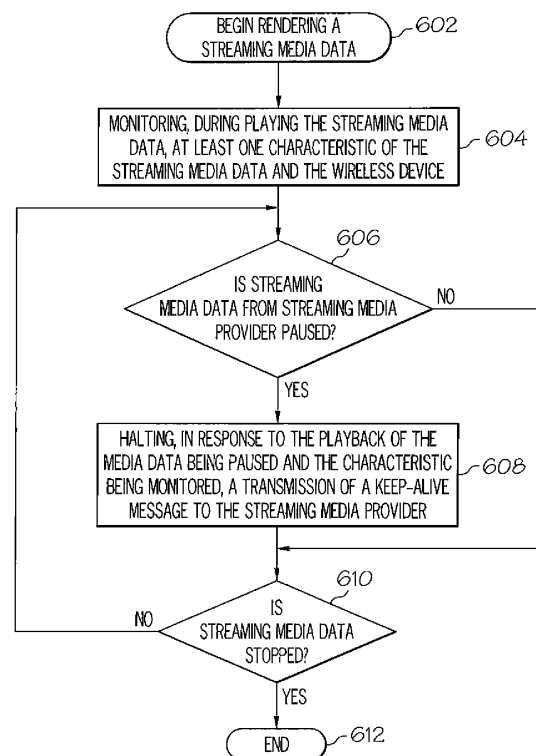 BEGIN RENDERING A
STREAMING MEDIA DATA
602
MONITORING, DURING PLAYING THE STREAMING MEDIA
DATA, AT LEAST ONE CHARACTERISTIC OF THE
STREAMING MEDIA DATA AND THE WIRELESS DEVICE
604
606
IS STREAMING
MEDIA DATA FROM STREAMING MEDIA
PROVIDER PAUSED?
NO
YES
HALTING, IN RESPONSE TO THE PLAYBACK OF THE
MEDIA DATA BEING PAUSED AND THE CHARACTERISTIC
BEING MONITORED, A TRANSMISSION OF A KEEP-ALIVE
MESSAGE TO THE STREAMING MEDIA PROVIDER
608
610
NO
IS
STREAMING MEDIA DATA
STOPPED?
YES
END
612